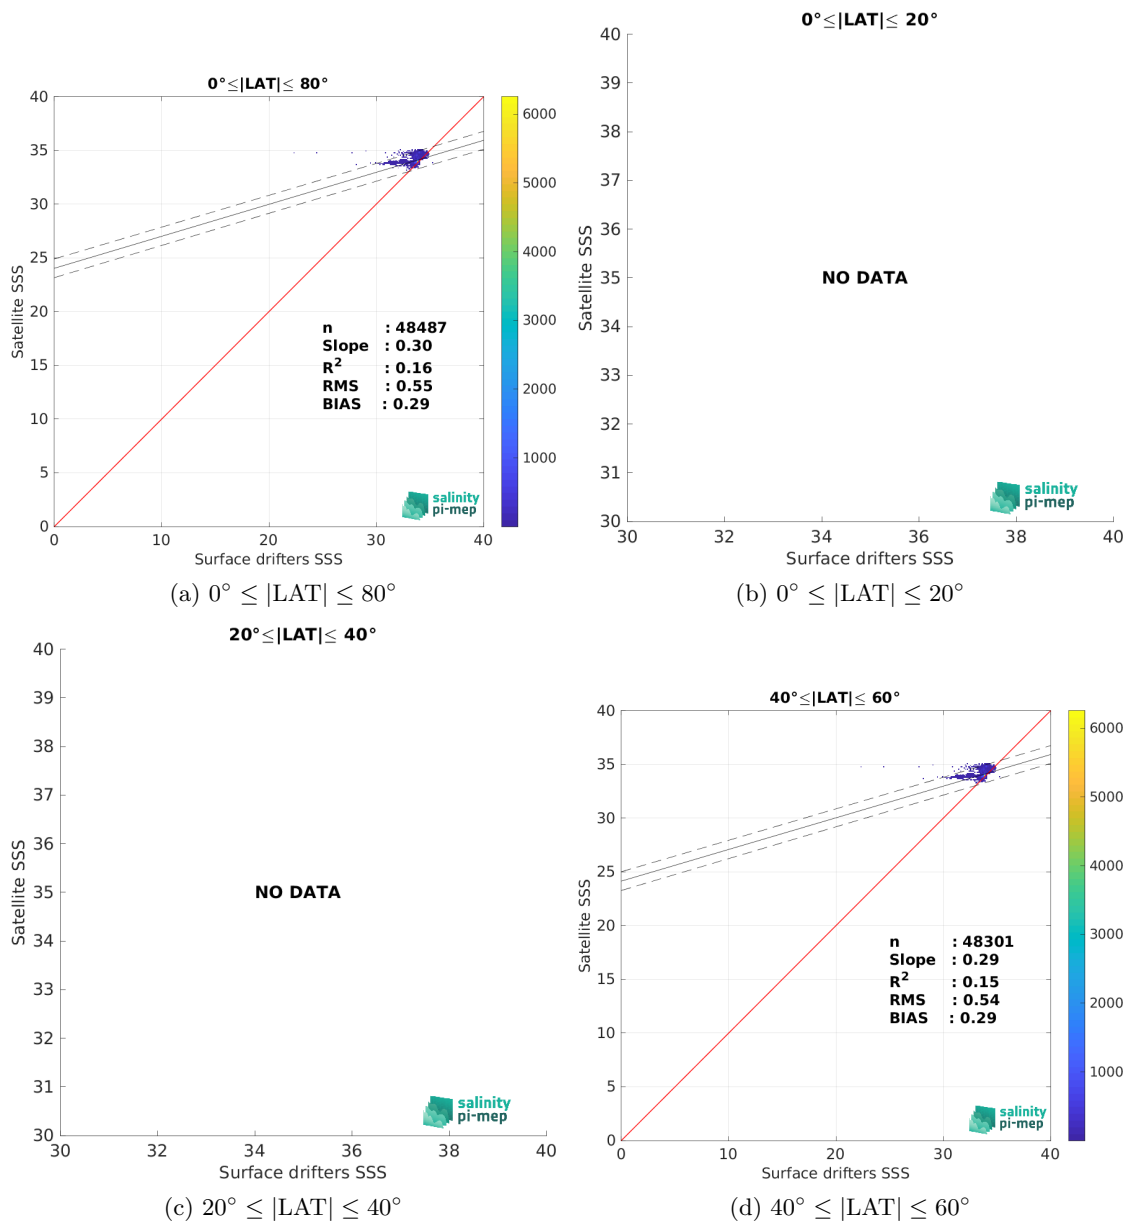 0°≤|LAT|≤ 80°
40
35
30
25
20
15
10
5
0
Satellite SSS
n : 48487
Slope : 0.30
R² : 0.16
RMS : 0.55
BIAS : 0.29
salinity
pi-mep
0 10 20 30 40
Surface drifters SSS
6000
5000
4000
3000
2000
1000
(a) 0° ≤ |LAT| ≤ 80°
0°≤|LAT|≤ 20°
40
39
38
37
36
35
34
33
32
31
30
Satellite SSS
NO DATA
salinity
pi-mep
30 32 34 36 38 40
Surface drifters SSS
(b) 0° ≤ |LAT| ≤ 20°
20°≤|LAT|≤ 40°
40
39
38
37
36
35
34
33
32
31
30
Satellite SSS
NO DATA
salinity
pi-mep
30 32 34 36 38 40
Surface drifters SSS
(c) 20° ≤ |LAT| ≤ 40°
40°≤|LAT|≤ 60°
40
35
30
25
20
15
10
5
0
Satellite SSS
n : 48301
Slope : 0.29
R² : 0.15
RMS : 0.54
BIAS : 0.29
salinity
pi-mep
0 10 20 30 40
Surface drifters SSS
6000
5000
4000
3000
2000
1000
(d) 40° ≤ |LAT| ≤ 60°